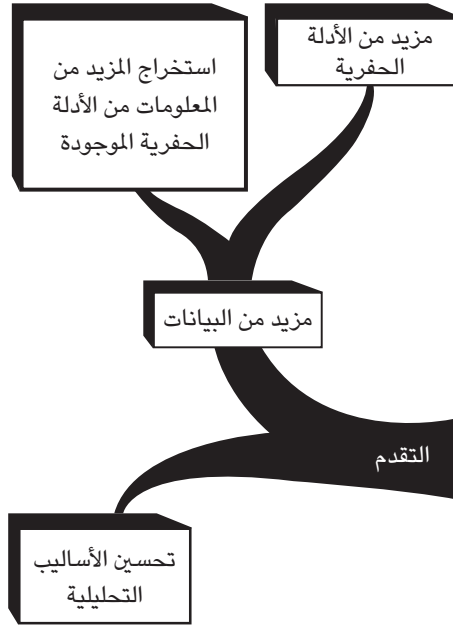 مزيد من الأدلة
الحفرية
استخراج المزيد من
المعلومات من الأدلة
الحفرية الموجودة
مزيد من البيانات
التقدم
تحسين الأساليب
التحليلية